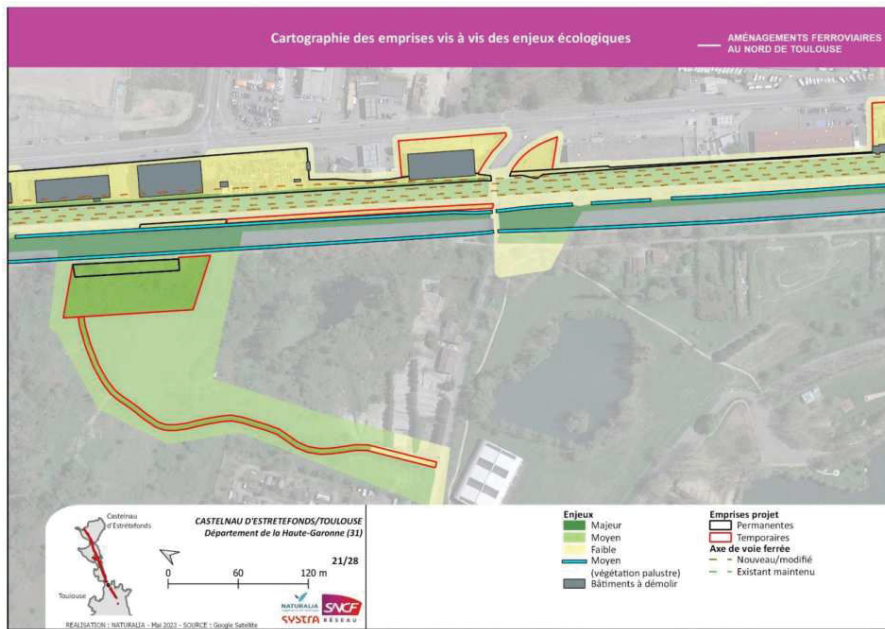 Cartographie des emprises vis à vis des enjeux écologiques
AMÉNAGEMENTS FERROVIAIRES
AU NORD DE TOULOUSE
Castelnau
d'Estrétefonds
Toulouse
CASTELNAU D'ESTRETEFONDS/TOULOUSE
Département de la Haute-Garonne (31)
21/28
0 60 120 m
NATURALIA
SYSTRA
SNCF
RÉSEAU
REALISATION : NATURALIA - Mai 2022 - SOURCE : Google Satellite
Enjeux
Majeur
Moyen
Faible
Moyen
(végétation palustre)
Bâtiments à démolir
Emprises projet
Permanentes
Temporaires
Axe de voie ferrée
Nouveau/modifié
Existant maintenu